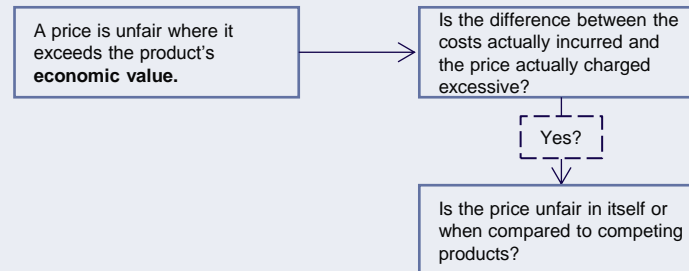 A price is unfair where it
exceeds the product's
economic value.
Is the difference between the
costs actually incurred and
the price actually charged
excessive?
Yes?
Is the price unfair in itself or
when compared to competing
products?